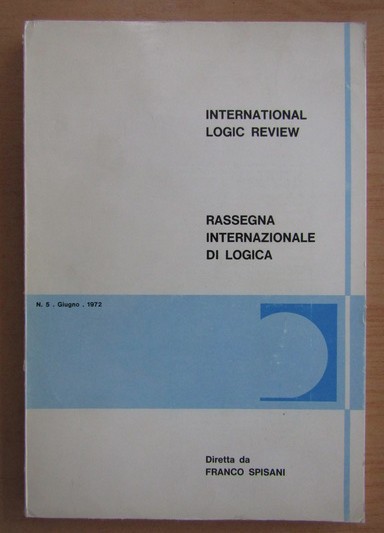 INTERNATIONAL
LOGIC REVIEW
RASSEGNA
INTERNAZIONALE
DI LOGICA
N. 5 . Giugno . 1972
Diretta da
FRANCO SPISANI